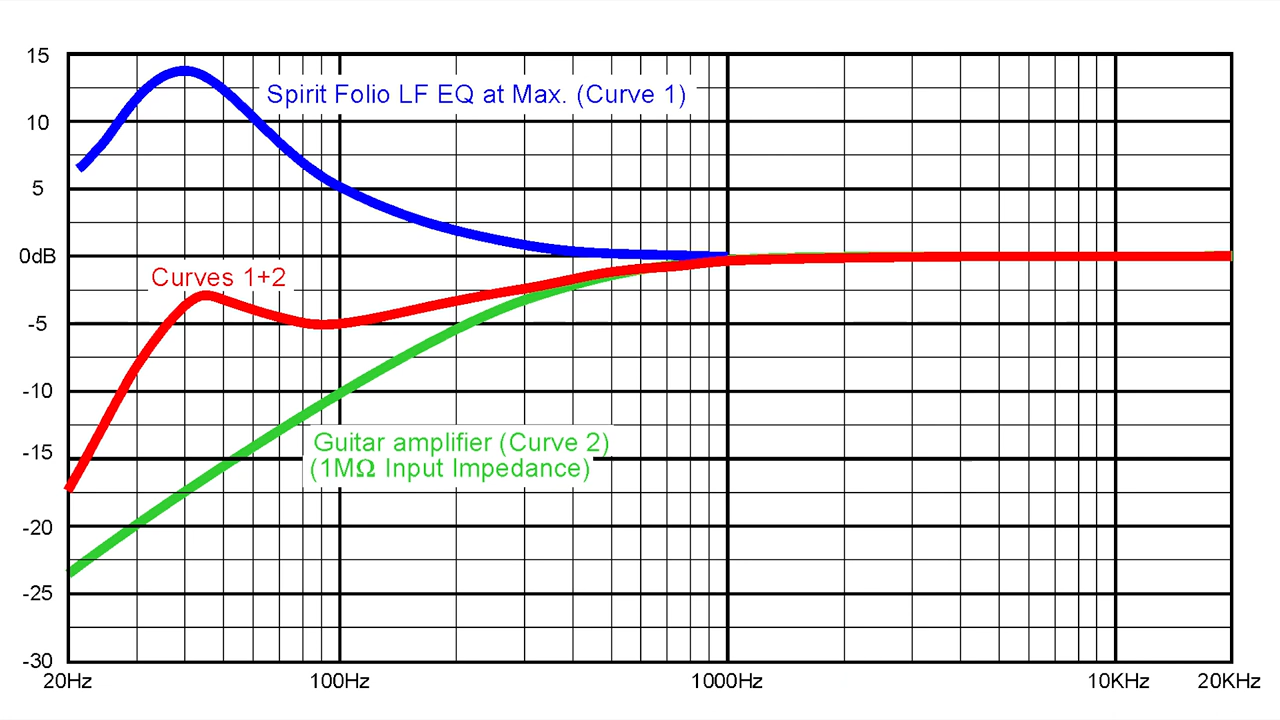 15
Spirit Folio LF EQ at Max. (Curve 1)
10
5
0dB
Curves 1+2
-5
-10
Guitar amplifier (Curve 2)
-15
(1MΩ Input Impedance)
-20
-25
-30
20Hz 100Hz 1000Hz 10KHz 20KHz